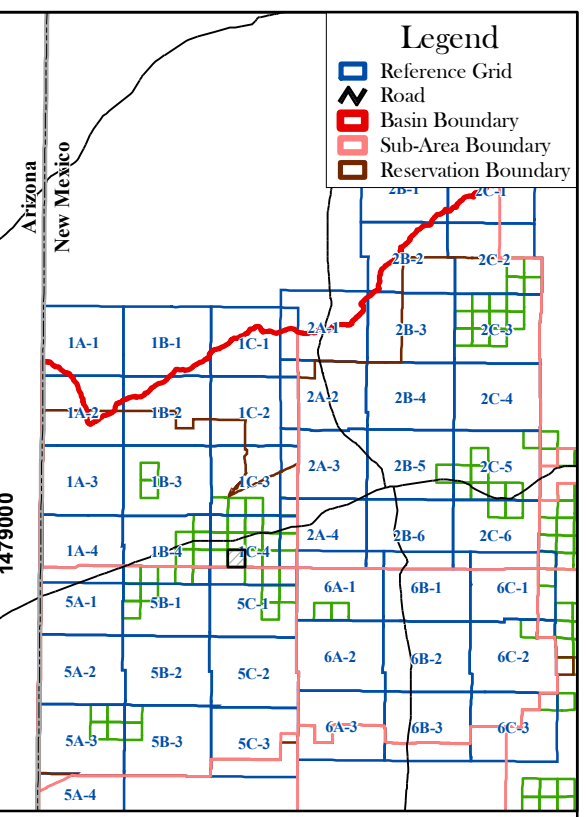 Legend
Reference Grid
Road
Basin Boundary
Sub-Area Boundary
Reservation Boundary
Arizona
New Mexico
1479000
2B-1
2C-1
2B-2
2C-2
2A-1
2B-3
2C-3
1A-1
1B-1
1C-1
2A-2
2B-4
2C-4
1A-2
1B-2
1C-2
2A-3
2B-5
2C-5
1A-3
1B-3
1C-3
2A-4
2B-6
2C-6
1A-4
1B-4
1C-4
6A-1
6B-1
6C-1
5A-1
5B-1
5C-1
6A-2
6B-2
6C-2
5A-2
5B-2
5C-2
6A-3
6B-3
6C-3
5A-3
5B-3
5C-3
5A-4